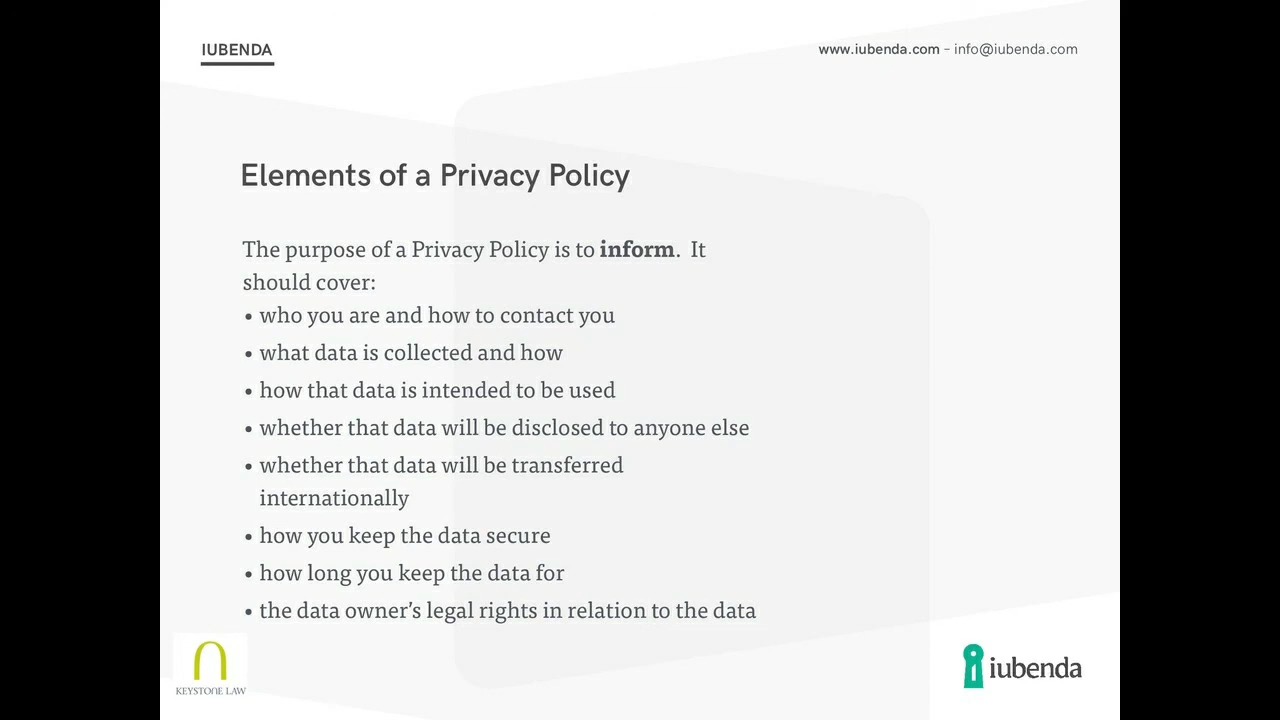 IUBENDA
www.iubenda.com – info@iubenda.com
Elements of a Privacy Policy
The purpose of a Privacy Policy is to inform.  It
should cover:
• who you are and how to contact you
• what data is collected and how
• how that data is intended to be used
• whether that data will be disclosed to anyone else
• whether that data will be transferred
internationally
• how you keep the data secure
• how long you keep the data for
• the data owner’s legal rights in relation to the data
KEYSTONE LAW
iubenda